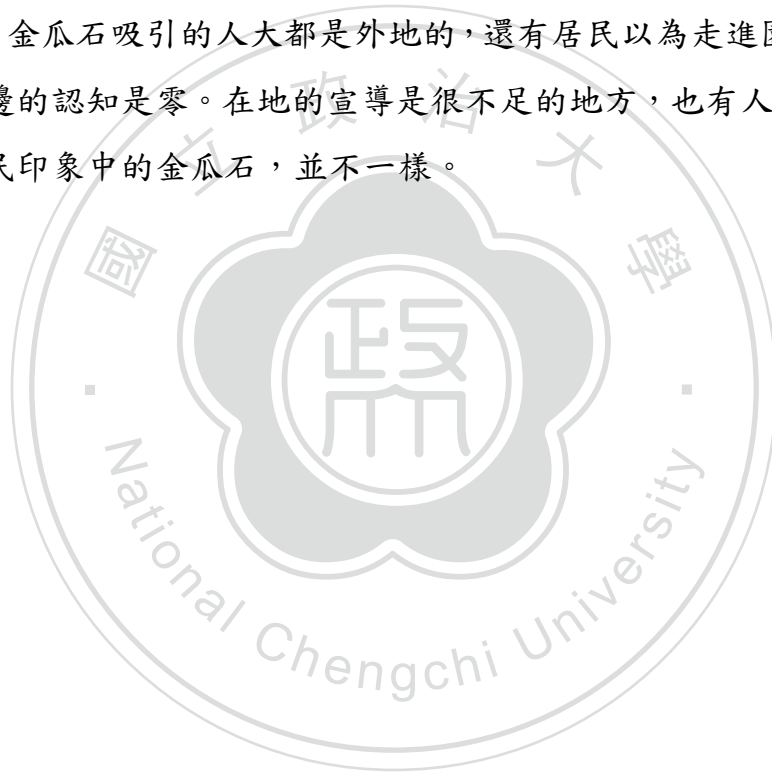 金瓜石吸引的人大都是外地的，還有居民以為走進
邊的認知是零。在地的宣導是很不足的地方，也有人
民印象中的金瓜石，並不一樣。
國立政治大學
National Chengchi University